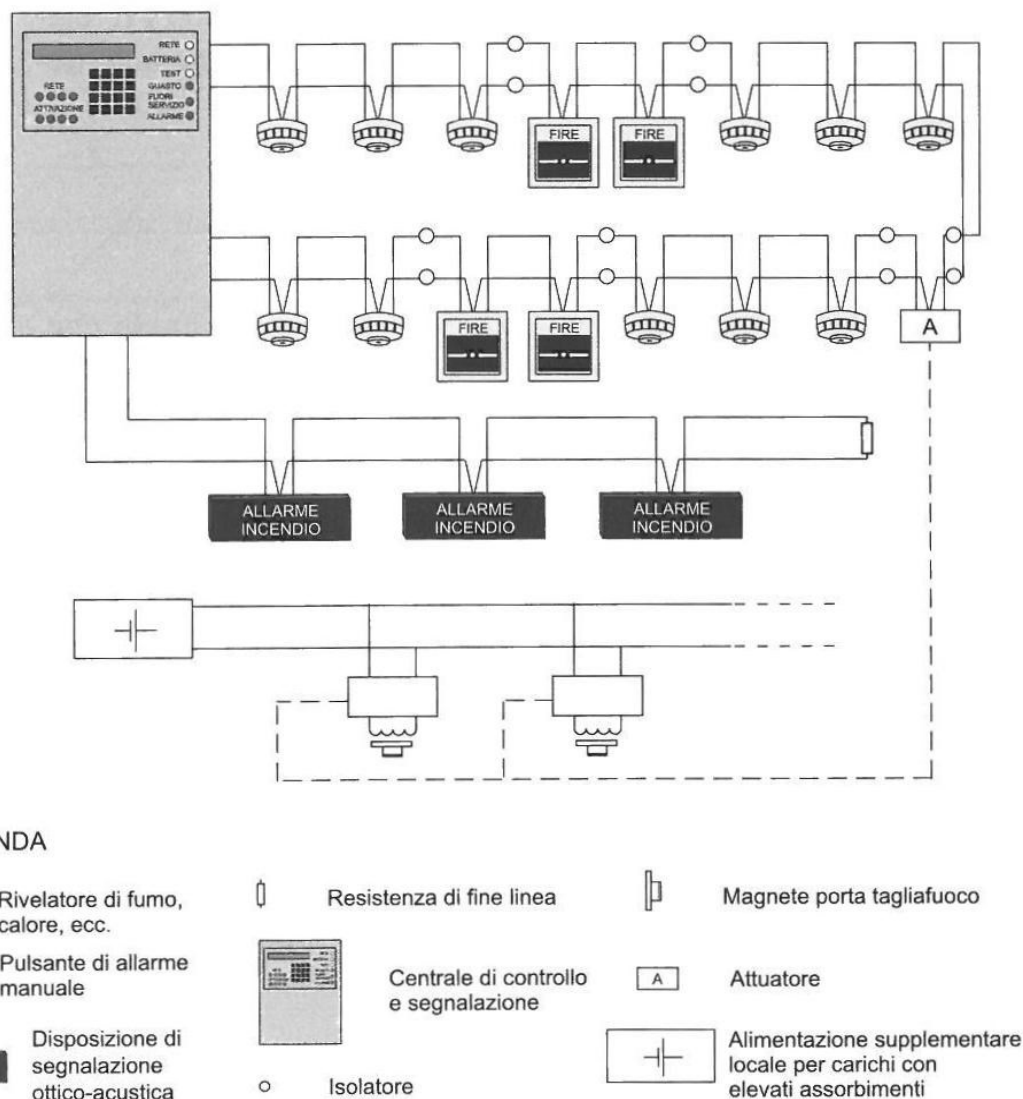 RETE
BATTERIA
TEST
GUASTO
FUORI
SERVIZIO
ALLARME
RETE
ATTIVAZIONE
FIRE
FIRE
FIRE
FIRE
A
ALLARME
INCENDIO
ALLARME
INCENDIO
ALLARME
INCENDIO
NDA
Rivelatore di fumo,
calore, ecc.
Pulsante di allarme
manuale
Disposizione di
segnalazione
ottico-acustica
Resistenza di fine linea
Centrale di controllo
e segnalazione
Isolatore
Magnete porta tagliafuoco
A
Attuatore
Alimentazione supplementare
locale per carichi con
elevati assorbimenti